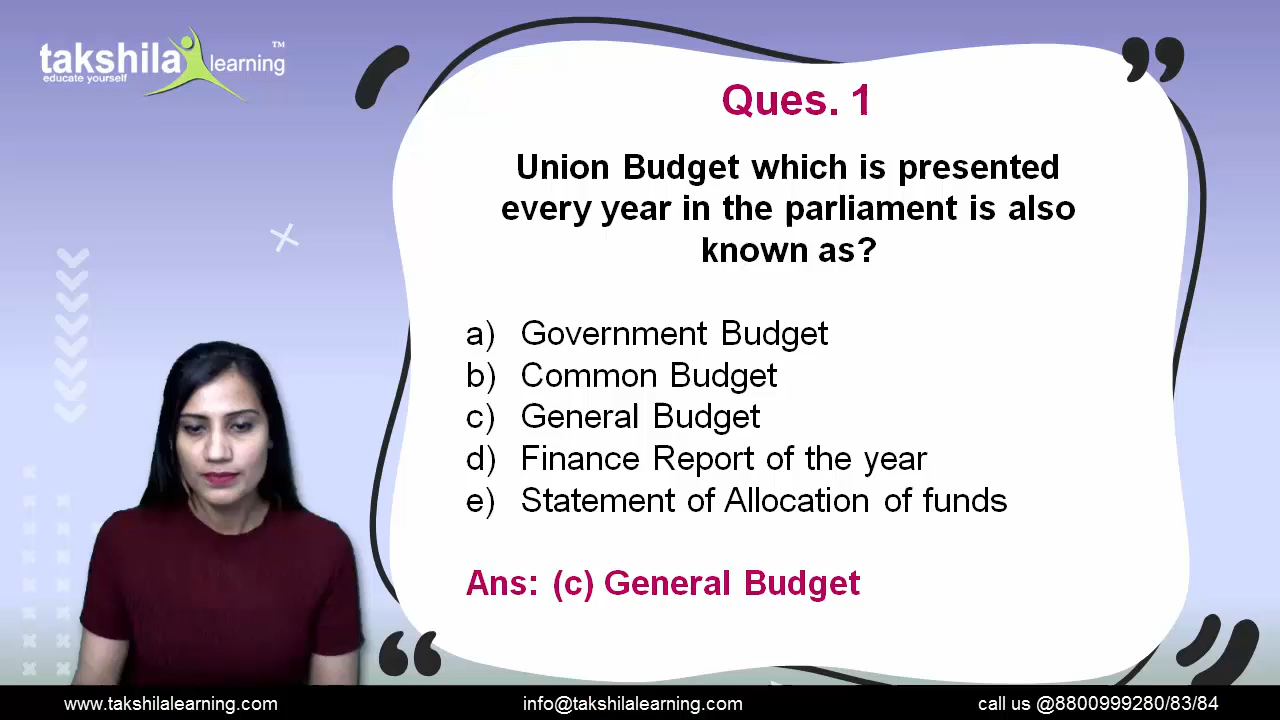 takshila learning™
educate yourself
Ques. 1
Union Budget which is presented
every year in the parliament is also
known as?
a) Government Budget
b) Common Budget
c) General Budget
d) Finance Report of the year
e) Statement of Allocation of funds
Ans: (c) General Budget
www.takshilalearning.com
info@takshilalearning.com
call us @8800999280/83/84